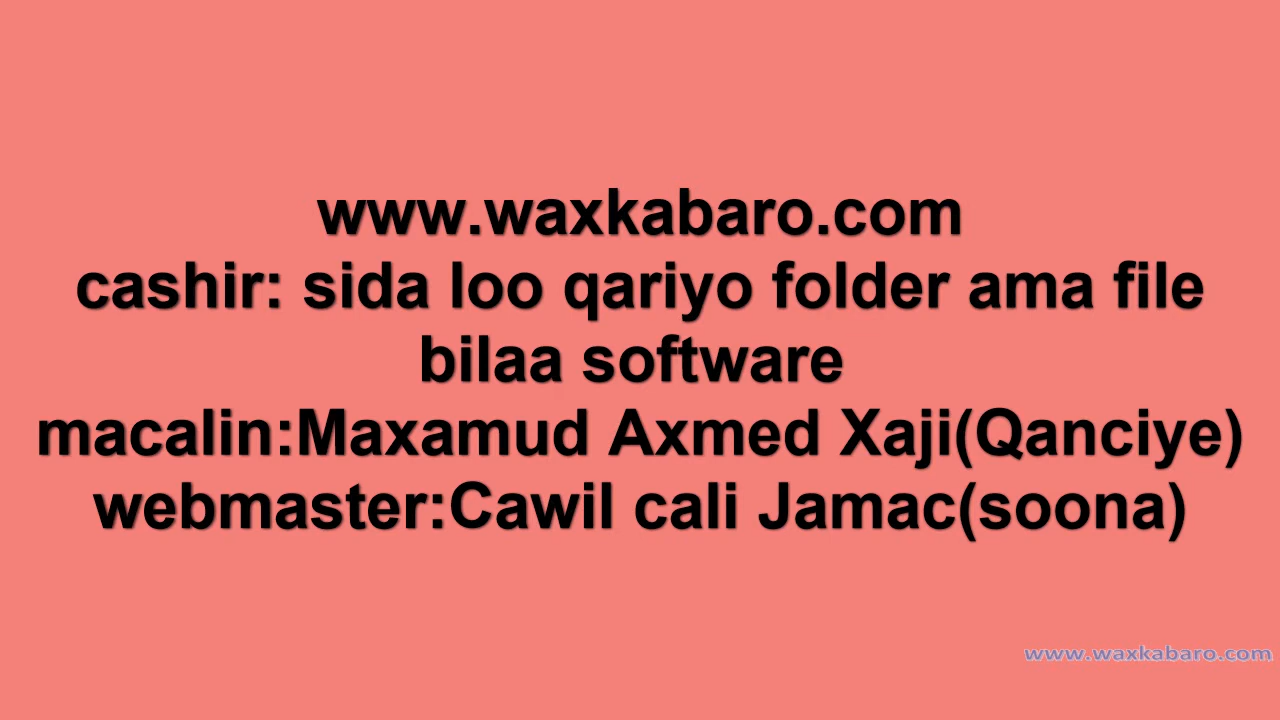 www.waxkabaro.com
cashir: sida loo qariyo folder ama file
bilaa software
macalin:Maxamud Axmed Xaji(Qanciye)
webmaster:Cawil cali Jamac(soona)
www.waxkabaro.com